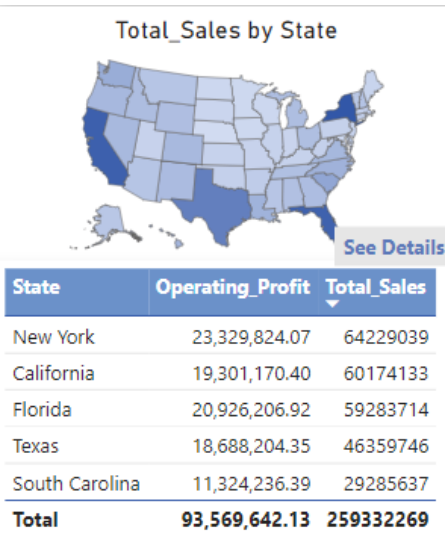 Total_Sales by State
See Details
State Operating_Profit Total_Sales
New York 23,329,824.07 64229039
California 19,301,170.40 60174133
Florida 20,926,206.92 59283714
Texas 18,688,204.35 46359746
South Carolina 11,324,236.39 29285637
Total 93,569,642.13 259332269